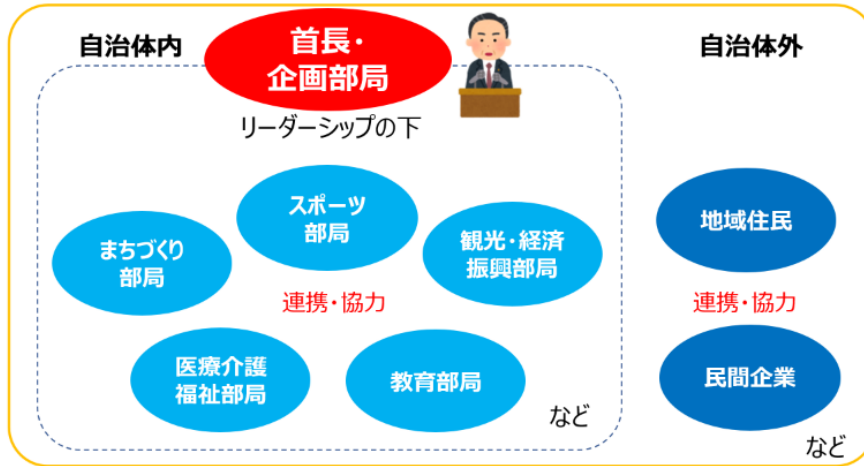 自治体内
首長・
企画部局
自治体外
リーダーシップの下
スポーツ
部局
まちづくり
部局
観光・経済
振興部局
連携・協力
医療介護
福祉部局
教育部局
など
地域住民
連携・協力
民間企業
など